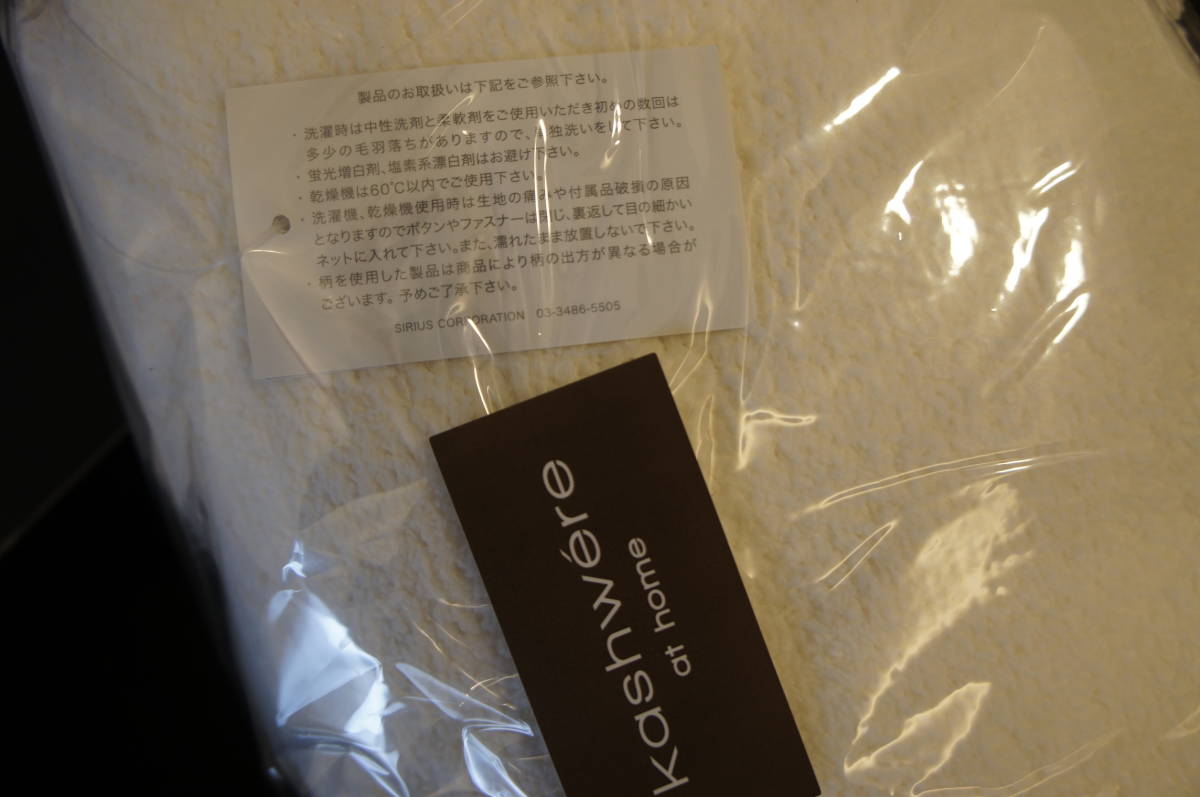 製品のお取扱いは下記をご参照下さい。
・洗濯時は中性洗剤と柔軟剤をご使用いただき初めの数回は
多少の毛羽落ちがありますので、単独洗いをして下さい。
・蛍光増白剤、塩素系漂白剤はお避け下さい。
・乾燥機は60℃以内でご使用下さい。
・洗濯機、乾燥機使用時は生地の痛みや付属品破損の原因
となりますのでボタンやファスナーは閉じ、裏返して目の細かい
ネットに入れて下さい。また、濡れたまま放置しないで下さい。
・柄を使用した製品は商品により柄の出方が異なる場合が
ございます。予めご了承下さい。
SIRIUS CORPORATION 03-3486-5505
kashwére
at home